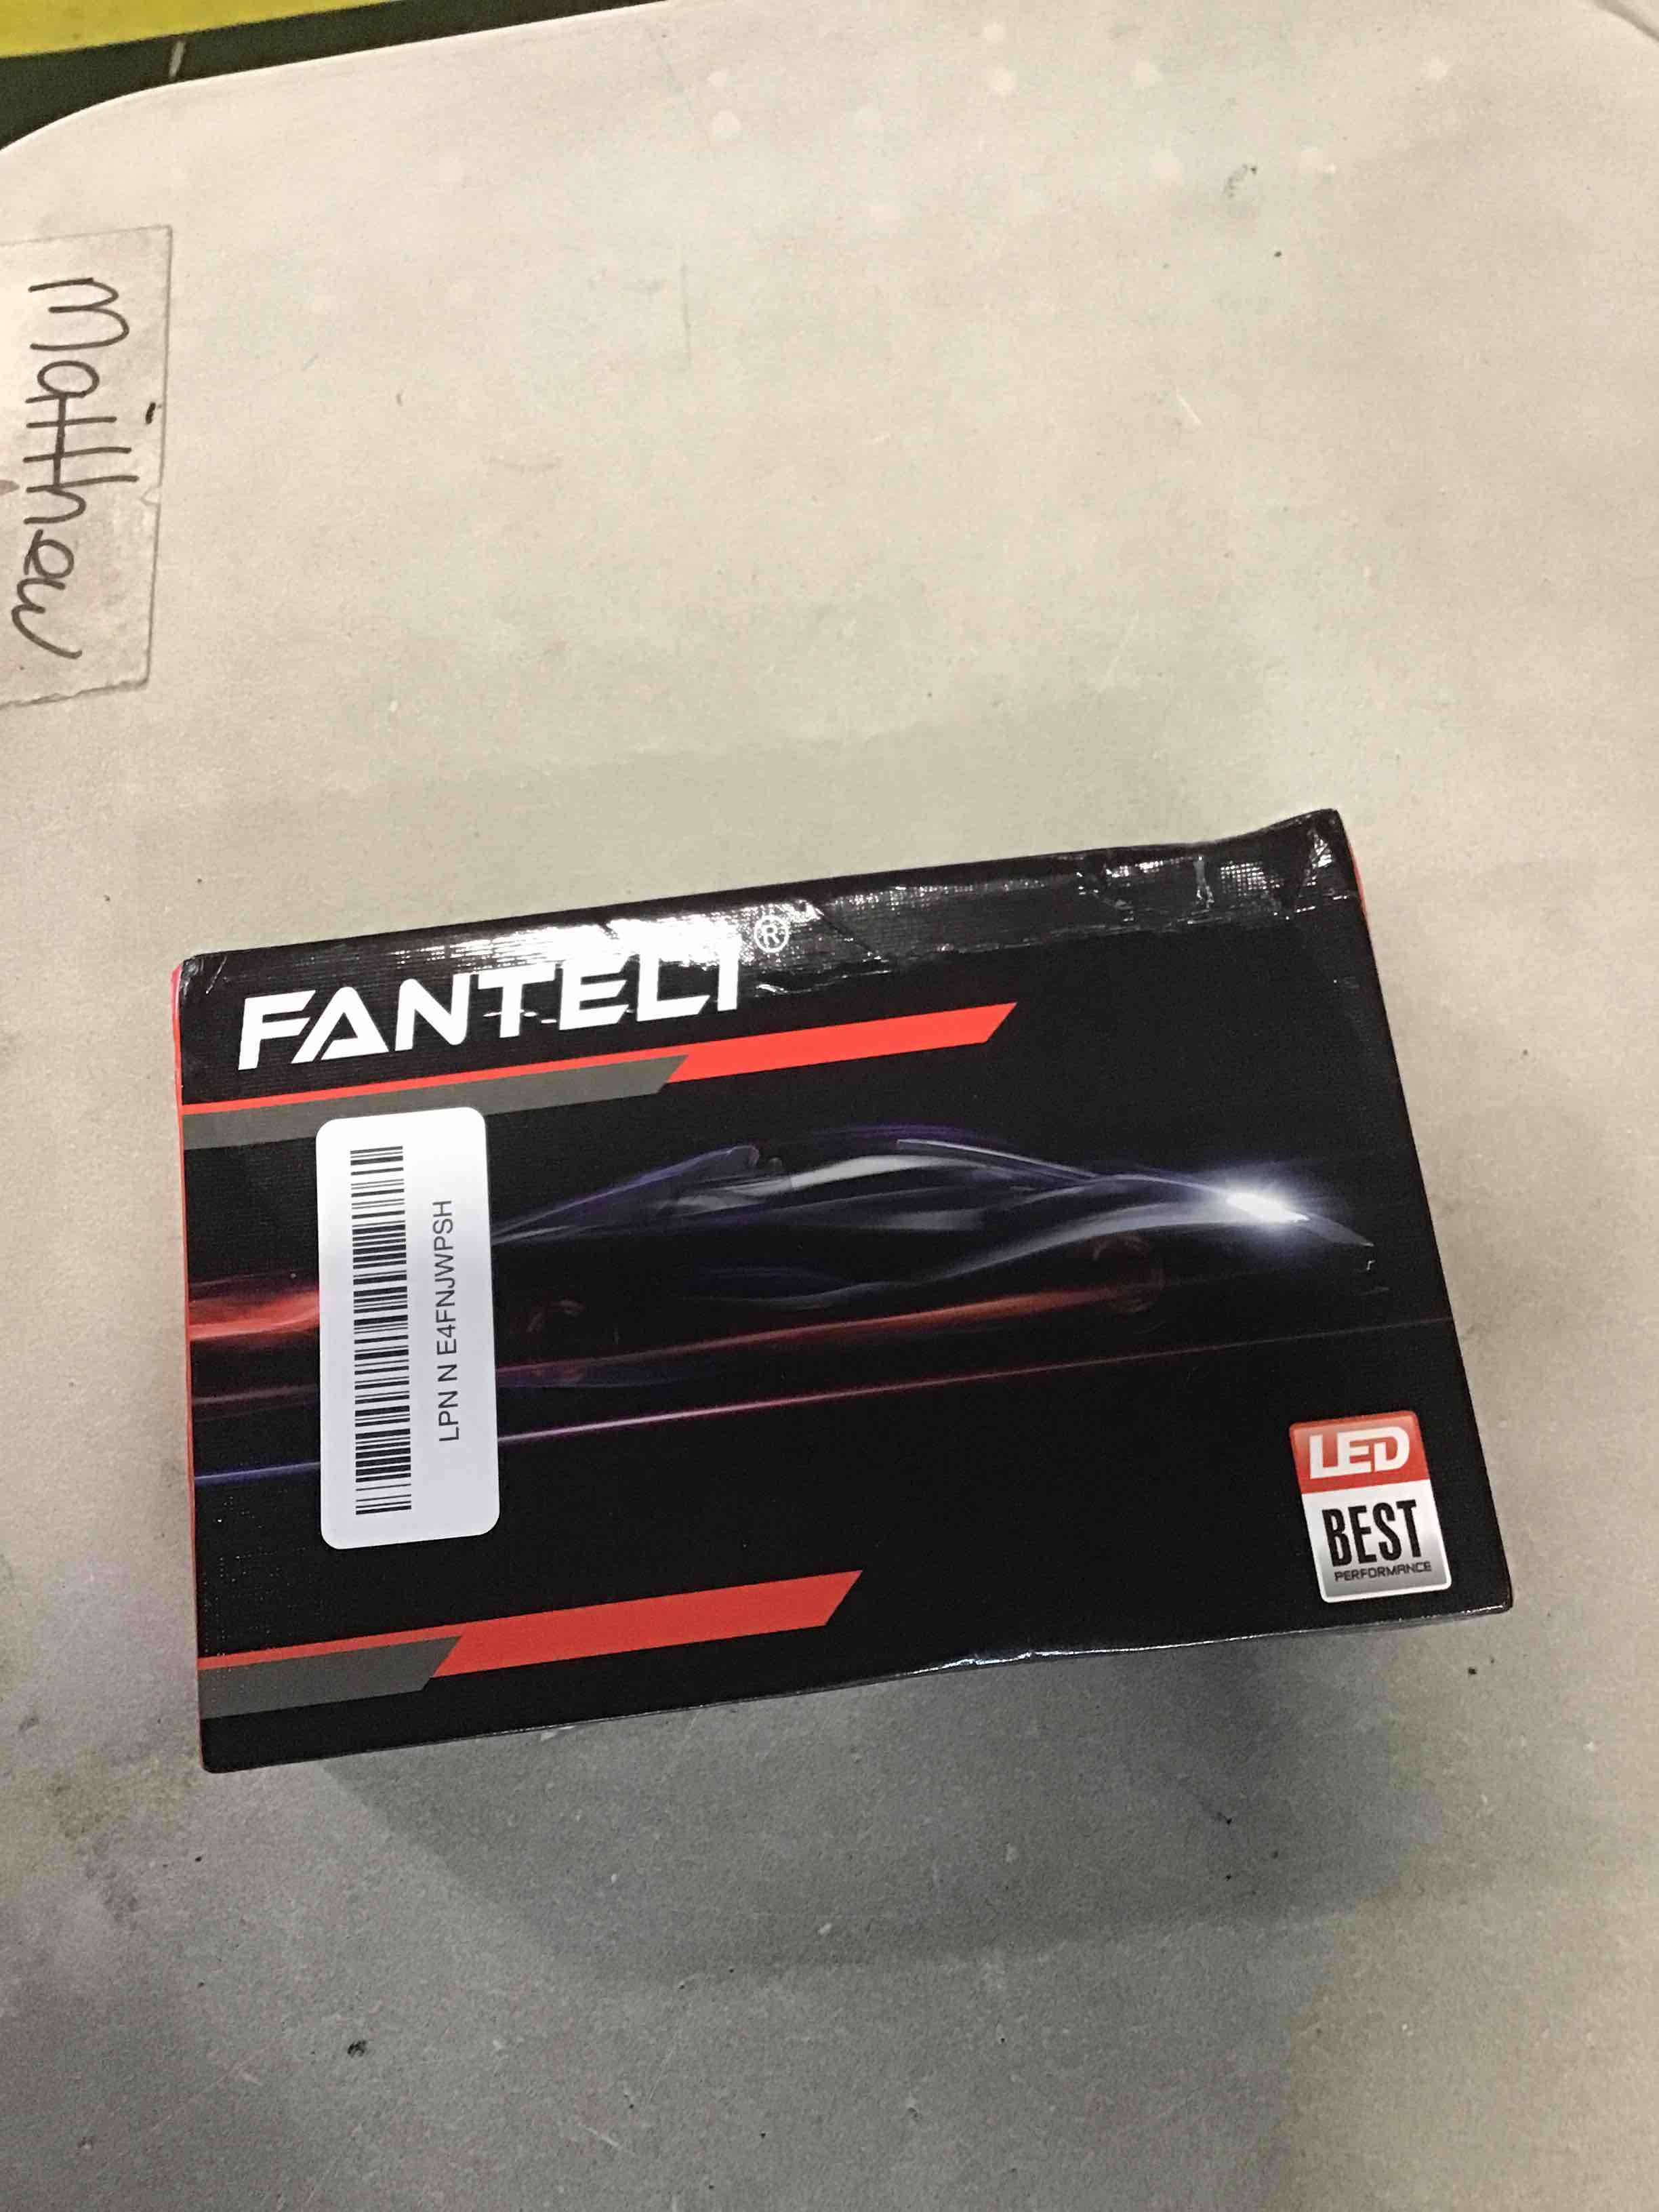 Matthew
FANTELI®
LPN N E4FNJWPSH
LED
BEST
PERFORMANCE